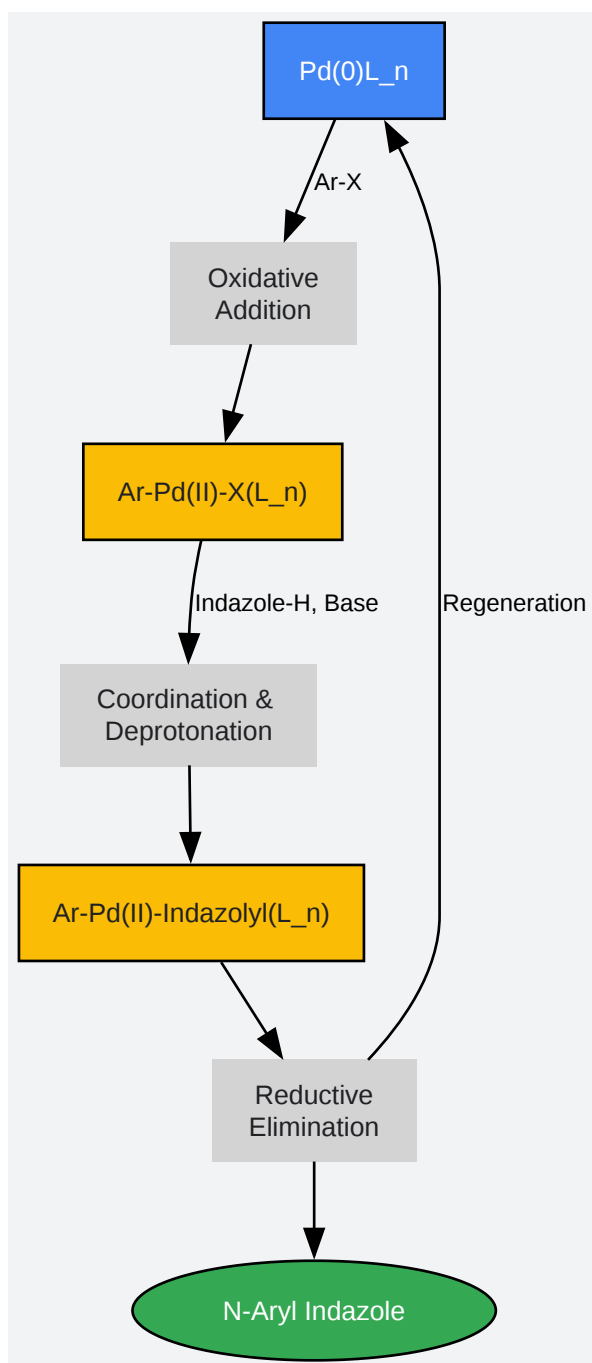 Pd(0)L_n
Ar-X
Oxidative
Addition
Ar-Pd(II)-X(L_n)
Indazole-H, Base
Regeneration
Coordination &
Deprotonation
Ar-Pd(II)-Indazolyl(L_n)
Reductive
Elimination
N-Aryl Indazole